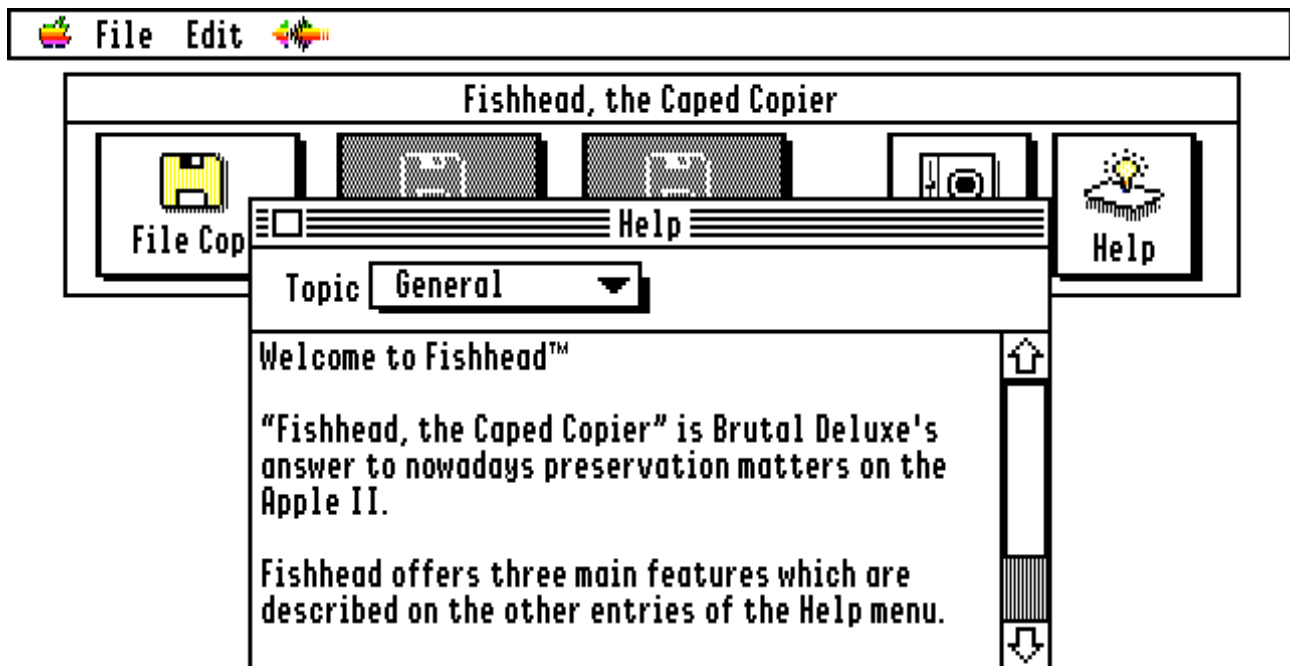 File Edit
Fishhead, the Caped Copier
File Cop
Help
Help
Topic General
Welcome to Fishhead™
“Fishhead, the Caped Copier” is Brutal Deluxe's
answer to nowadays preservation matters on the
Apple II.
Fishhead offers three main features which are
described on the other entries of the Help menu.